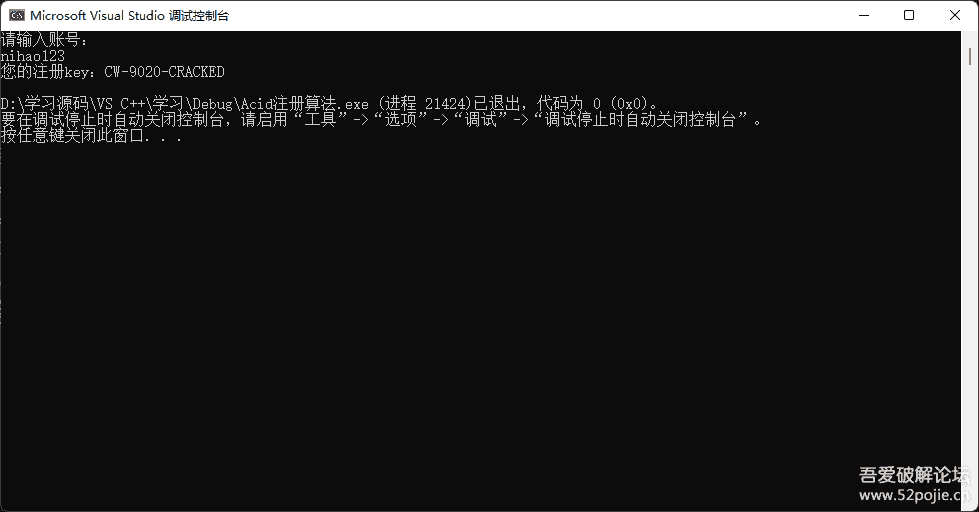 Microsoft Visual Studio 调试控制台
请输入账号：
nihao123
您的注册key：CW-9020-CRACKED
D:\学习源码\VS C++\学习\Debug\Acid注册算法.exe (进程 21424)已退出，代码为 0 (0x0)。
要在调试停止时自动关闭控制台，请启用“工具”->“选项”->“调试”->“调试停止时自动关闭控制台”。
按任意键关闭此窗口. . .
吾爱破解论坛
www.52pojie.cn